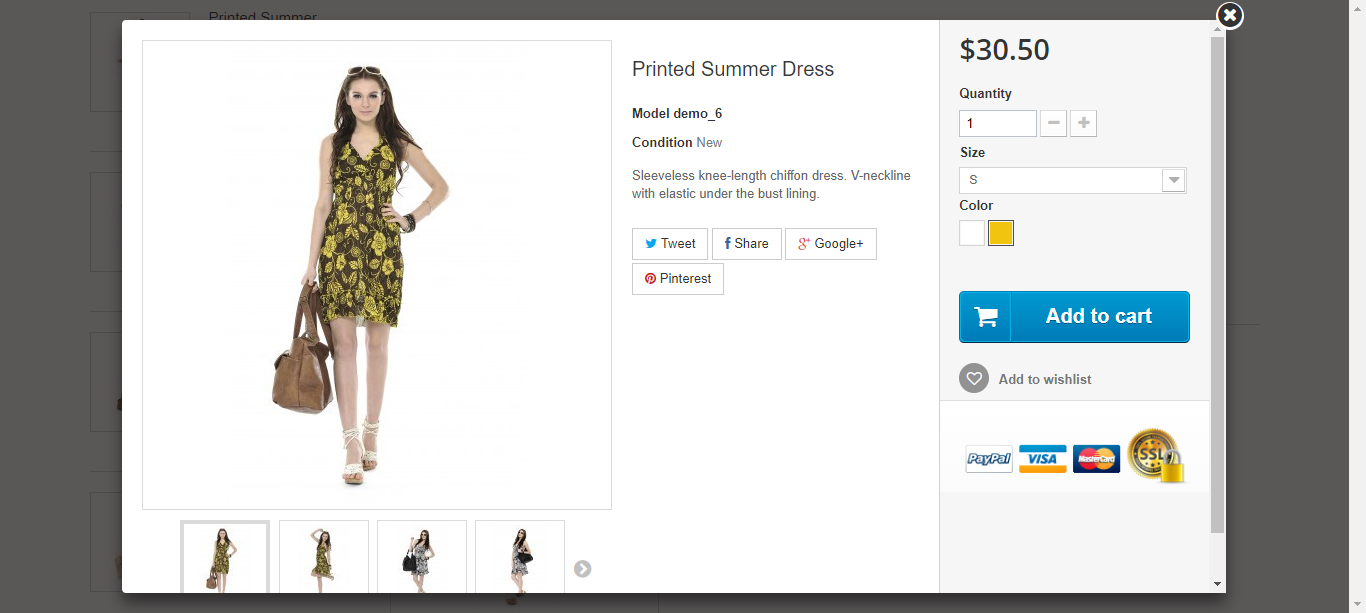 Printed Summer
$30.50
Printed Summer Dress
Quantity
Model demo_6
1
Condition New
Size
Sleeveless knee-length chiffon dress. V-neckline
with elastic under the bust lining.
S
Color
Tweet
Share
Google+
Pinterest
Add to cart
Add to wishlist
PayPal
VISA
MasterCard
SSL